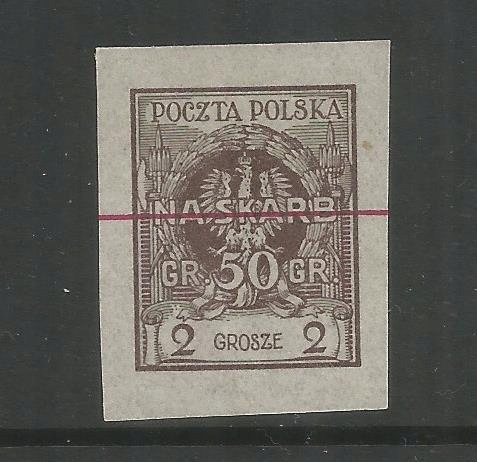 POCZTA POLSKA
NA SKARB
GR. 50 GR.
2 GROSZE 2